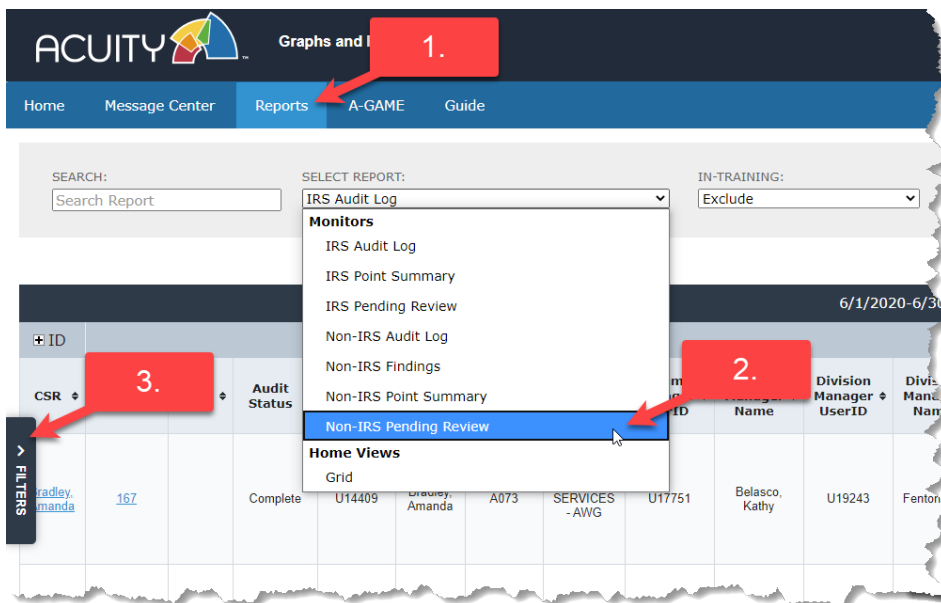 ACUITY
Graphs and
1.
Home Message Center Reports A-GAME Guide
SEARCH: SELECT REPORT: IN-TRAINING:
Search Report IRS Audit Log Exclude
Monitors
IRS Audit Log
IRS Point Summary
IRS Pending Review
Non-IRS Audit Log
Non-IRS Findings
Non-IRS Point Summary
Non-IRS Pending Review
Home Views
Grid
6/1/2020-6/30
ID
3.
2.
CSR
Audit
Status
ID
Name
Division
Manager
UserID
FILTERS
Bradley,
Amanda
167
Complete
U14409
Bradley,
Amanda
A073
SERVICES
- AWG
U17751
Belasco,
Kathy
U19243
Fenton